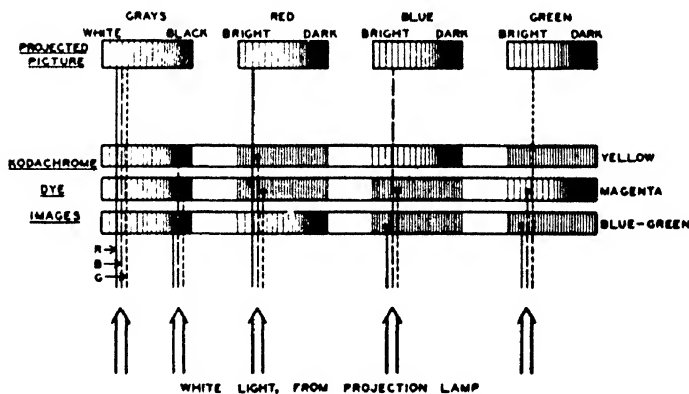 GRAYS RED BLUE GREEN
WHITE BLACK BRIGHT DARK BRIGHT DARK BRIGHT DARK
PROJECTED
PICTURE
YELLOW
KODACHROME
DYE MAGENTA
IMAGES BLUE-GREEN
R
B
G
WHITE LIGHT, FROM PROJECTION LAMP